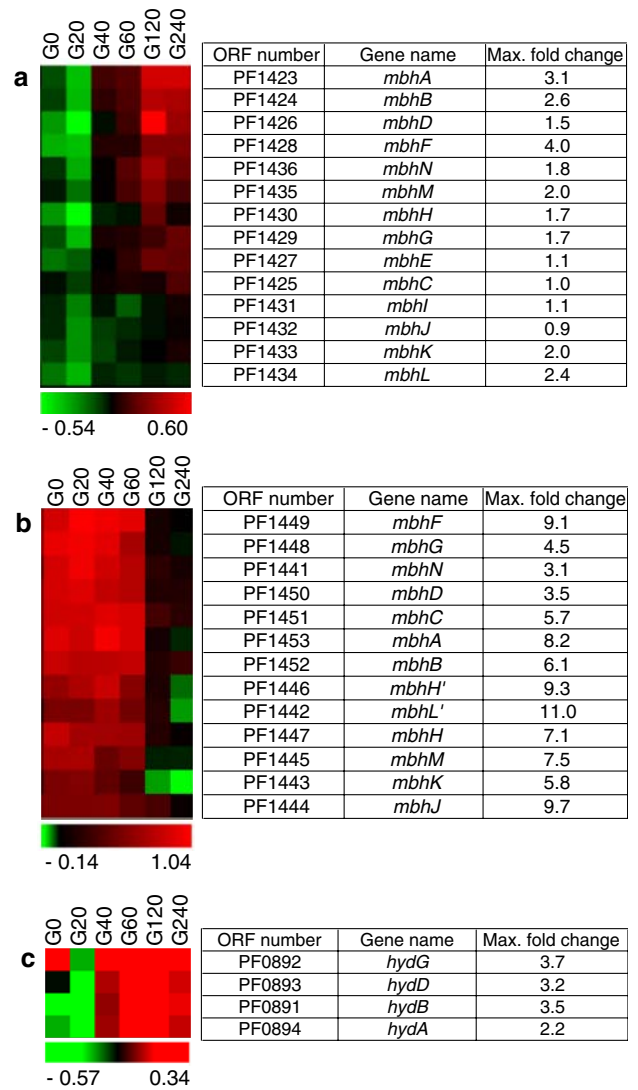 a
G0 G20 G40 G60 G120 G240
ORF number Gene name Max. fold change
PF1423 mbhA 3.1
PF1424 mbhB 2.6
PF1426 mbhD 1.5
PF1428 mbhF 4.0
PF1436 mbhN 1.8
PF1435 mbhM 2.0
PF1430 mbhH 1.7
PF1429 mbhG 1.7
PF1427 mbhE 1.1
PF1425 mbhC 1.0
PF1431 mbhI 1.1
PF1432 mbhJ 0.9
PF1433 mbhK 2.0
PF1434 mbhL 2.4
- 0.54 0.60
b
G0 G20 G40 G60 G120 G240
ORF number Gene name Max. fold change
PF1449 mbhF 9.1
PF1448 mbhG 4.5
PF1441 mbhN 3.1
PF1450 mbhD 3.5
PF1451 mbhC 5.7
PF1453 mbhA 8.2
PF1452 mbhB 6.1
PF1446 mbhH' 9.3
PF1442 mbhL' 11.0
PF1447 mbhH 7.1
PF1445 mbhM 7.5
PF1443 mbhK 5.8
PF1444 mbhJ 9.7
- 0.14 1.04
c
G0 G20 G40 G60 G120 G240
ORF number Gene name Max. fold change
PF0892 hydG 3.7
PF0893 hydD 3.2
PF0891 hydB 3.5
PF0894 hydA 2.2
- 0.57 0.34